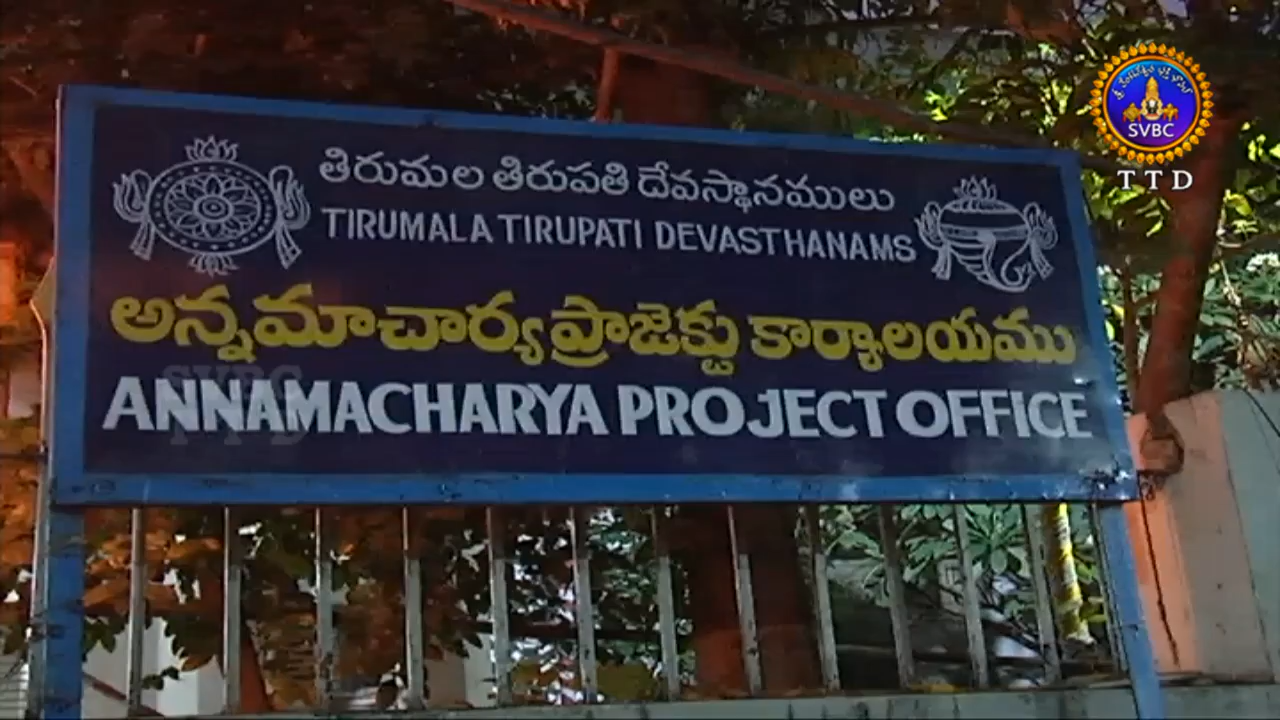 తిరుమల తిరుపతి దేవస్థానములు
TIRUMALA TIRUPATI DEVASTHANAMS
అన్నమాచార్య ప్రాజెక్టు కార్యాలయము
ANNAMACHARYA PROJECT OFFICE
SVBC
TTD